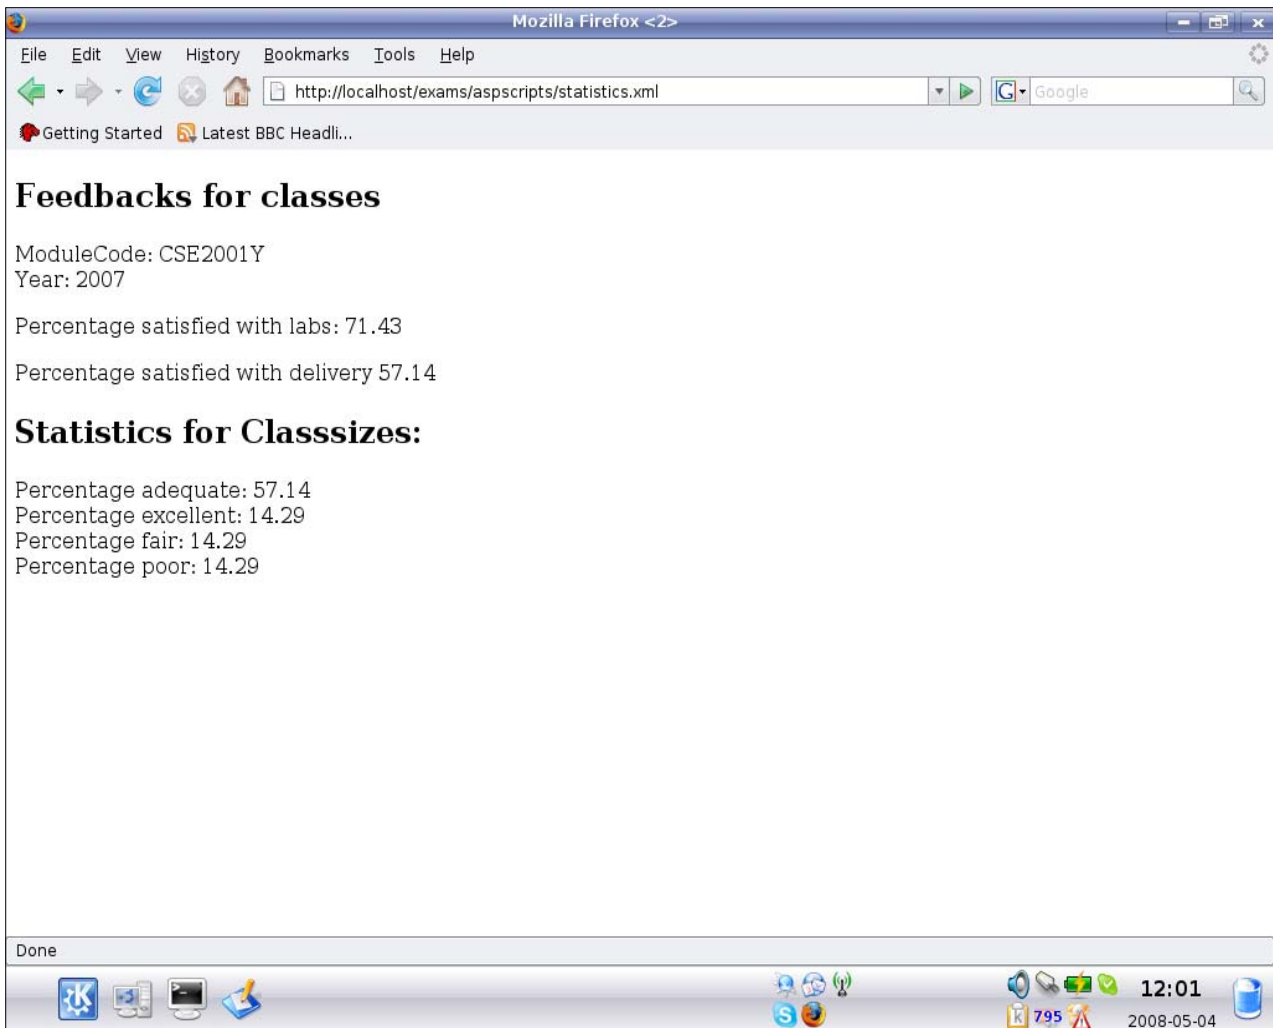 Mozilla Firefox <2>
File Edit View History Bookmarks Tools Help
http://localhost/exams/aspscripts/statistics.xml
G Google
Getting Started Latest BBC Headli...
Feedbacks for classes
ModuleCode: CSE2001Y
Year: 2007
Percentage satisfied with labs: 71.43
Percentage satisfied with delivery 57.14
Statistics for Classsizes:
Percentage adequate: 57.14
Percentage excellent: 14.29
Percentage fair: 14.29
Percentage poor: 14.29
Done
K
S
k 795
12:01
2008-05-04